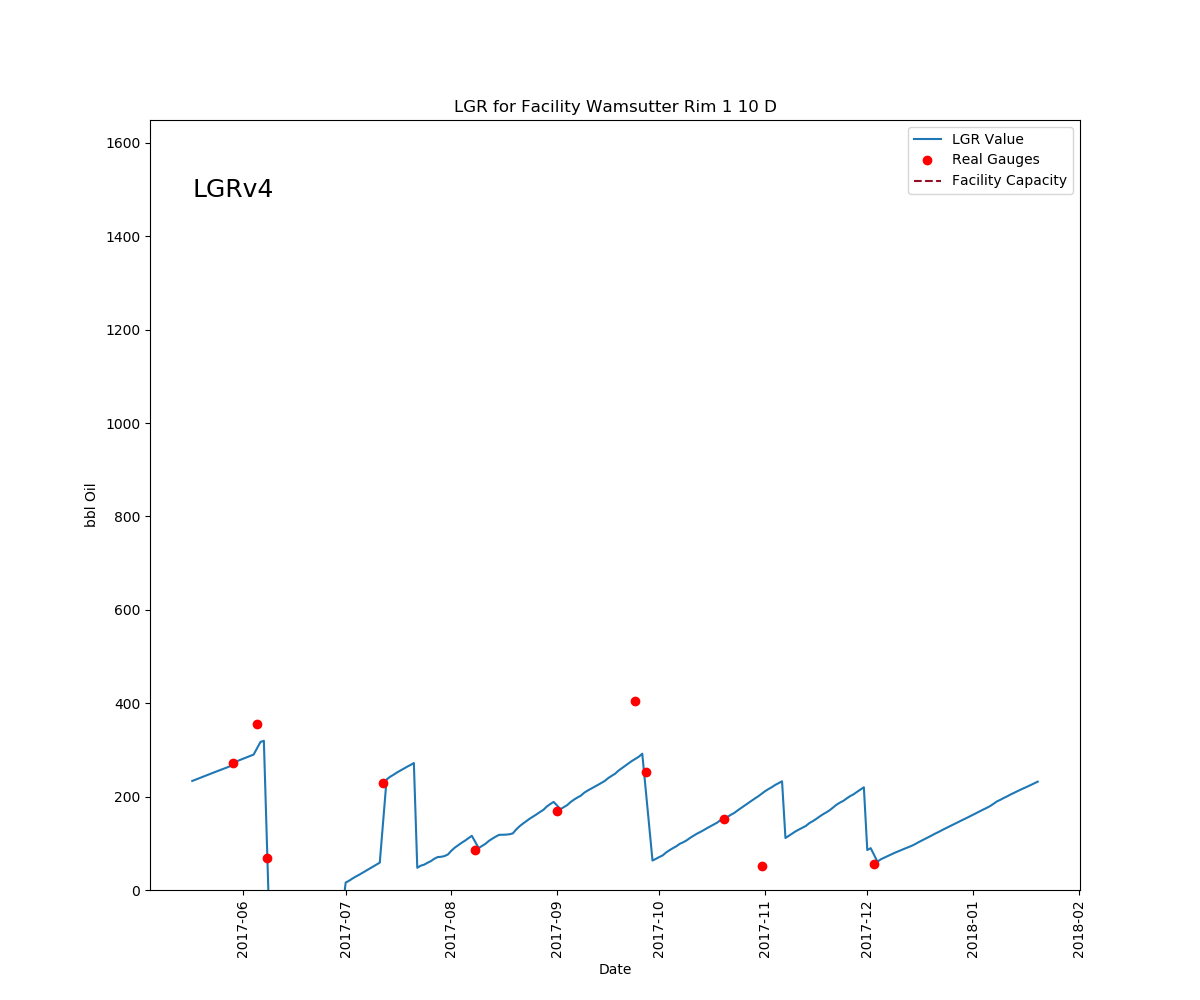 LGR for Facility Wamsutter Rim 1 10 D
LGRv4
LGR Value
Real Gauges
Facility Capacity
1600
1400
1200
1000
800
600
400
200
0
bbl Oil
2017-06
2017-07
2017-08
2017-09
2017-10
2017-11
2017-12
2018-01
2018-02
Date